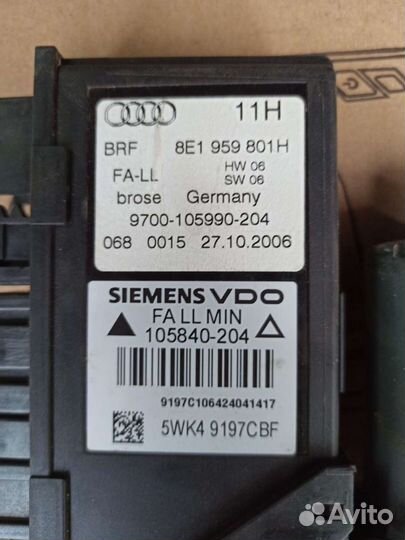 11H
BRF 8E1 959 801H
FA-LL HW 06
SW 06
brose Germany
9700-105990-204
068 0015 27.10.2006
SIEMENS VDO
FA LL MIN
105840-204
9197C106424041417
5WK4 9197CBF
Avito